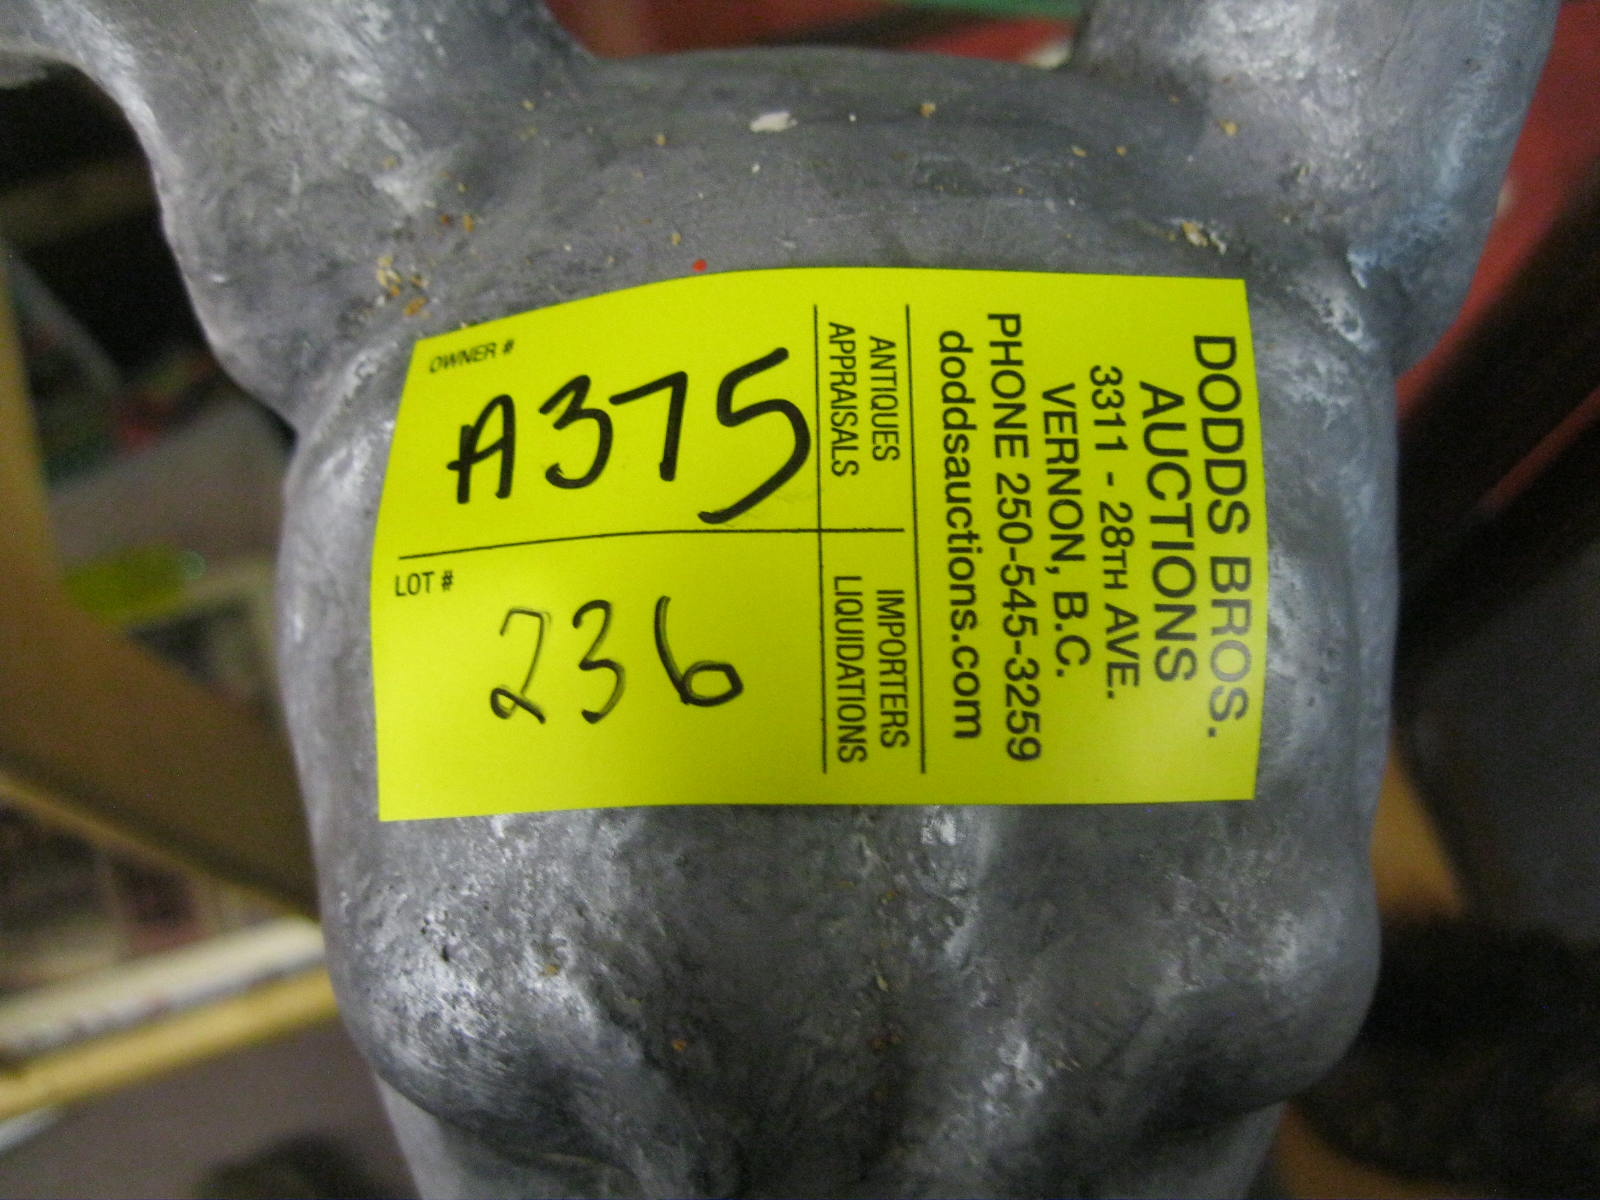 DODDS BROS.
AUCTIONS
3311 - 28TH AVE.
VERNON, B.C.
PHONE 250-545-3259
doddsauctions.com
ANTIQUES
APPRAISALS
IMPORTERS
LIQUIDATIONS
OWNER #
A375
LOT #
236